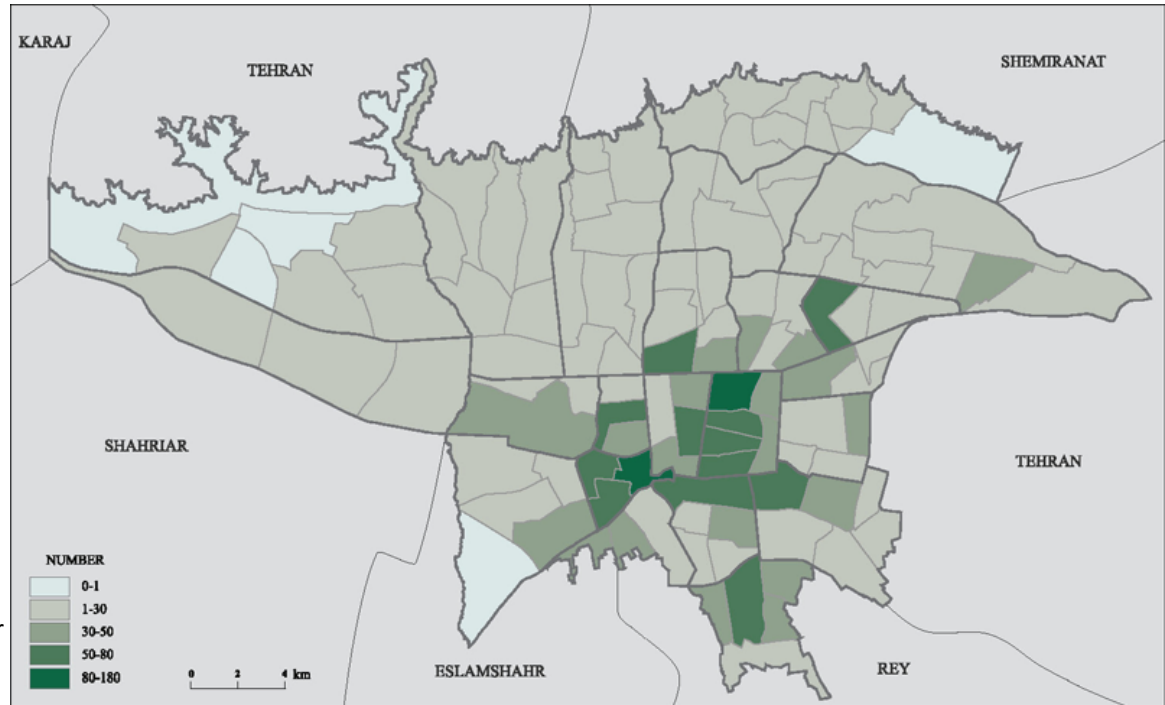 KARAJ
TEHRAN
SHEMIRANAT
SHAHRIAR
TEHRAN
NUMBER
0-1
1-30
30-50
50-80
80-180
0 2 4 km
ESLAMSHAHR
REY